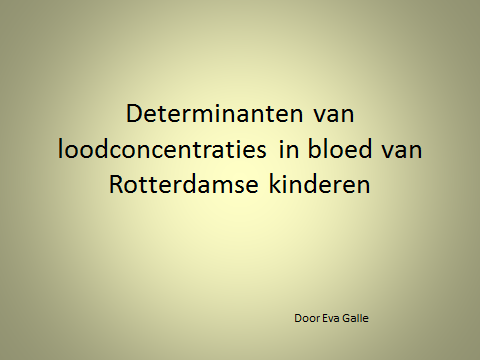 Determinanten van
loodconcentraties in bloed van
Rotterdamse kinderen
Door Eva Galle